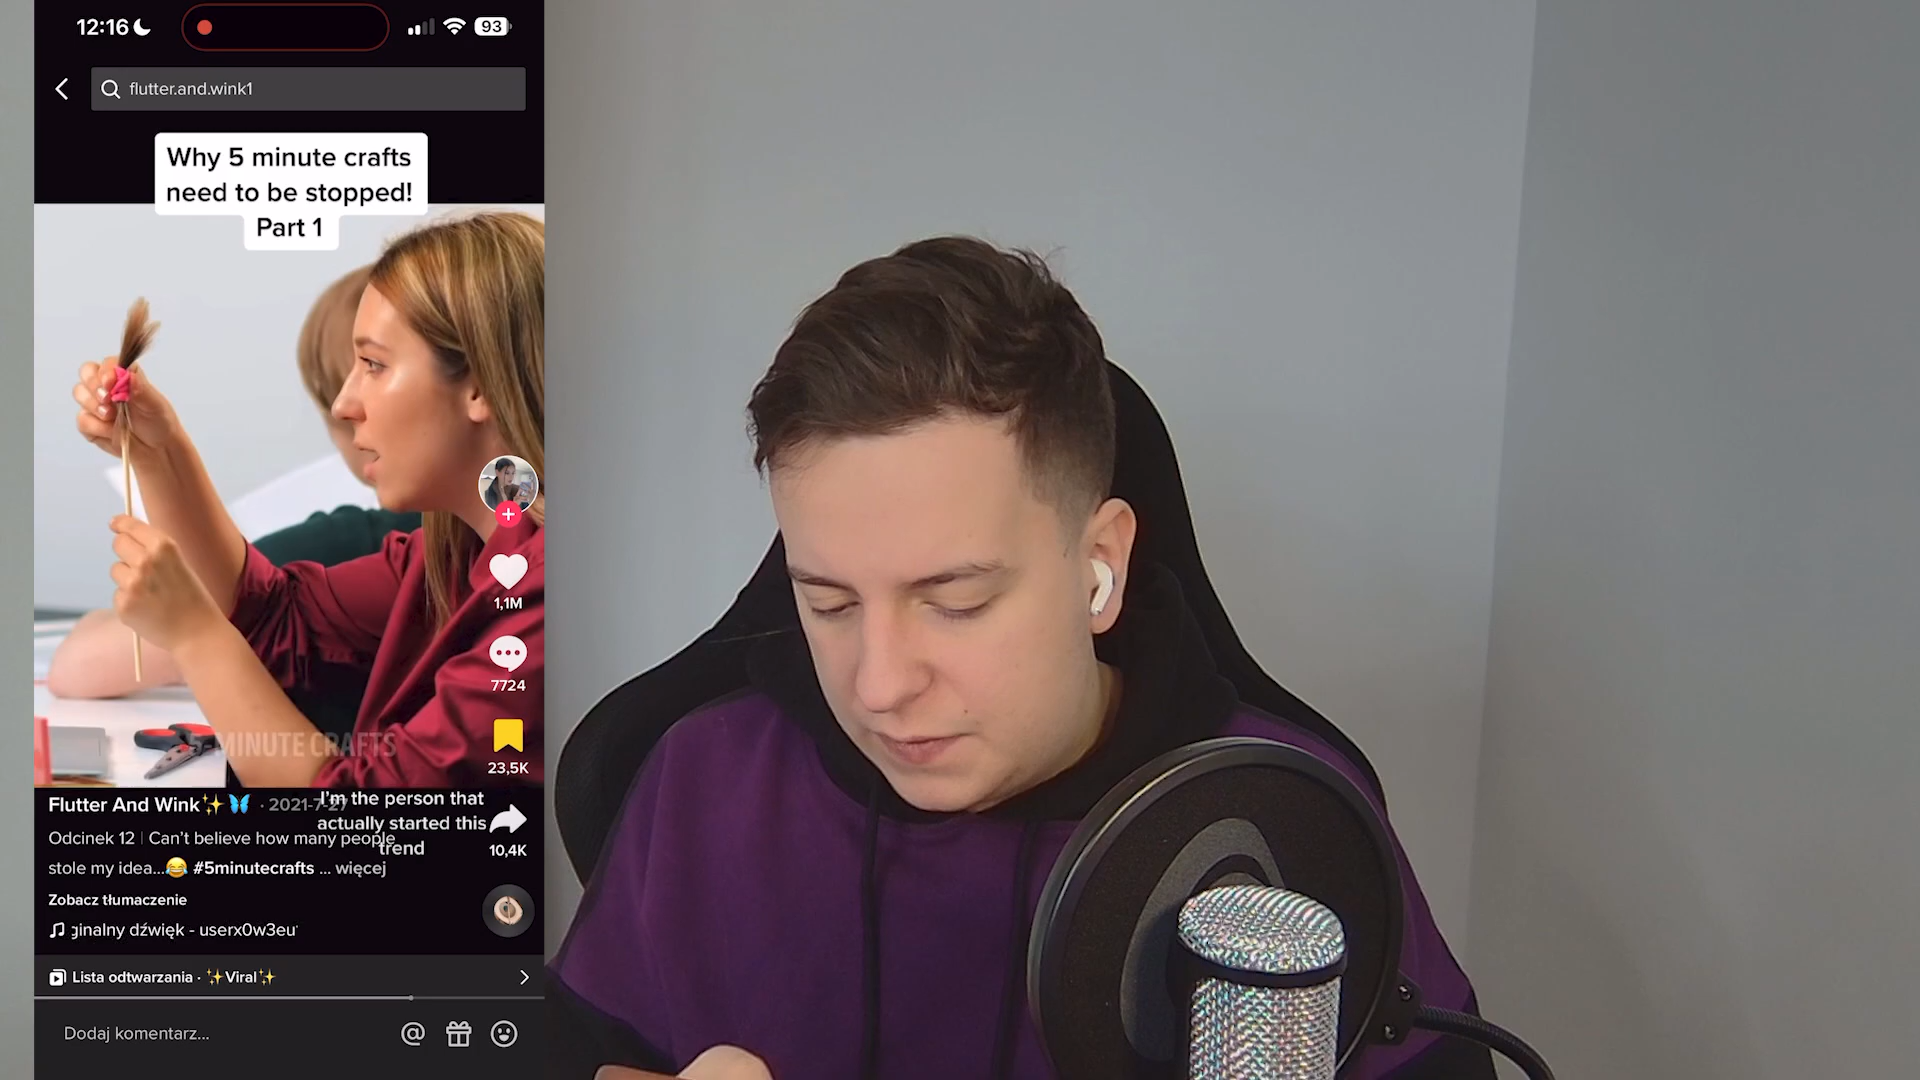 12:16
93
flutter.and.wink1
Why 5 minute crafts
need to be stopped!
Part 1
1,1M
7724
5-MINUTE CRAFTS
23,5K
Flutter And Wink✨🦋 · 2021-7-27
I'm the person that
actually started this
trend
Odcinek 12 | Can't believe how many people
stole my idea...😂 #5minutecrafts ... więcej
10,4K
Zobacz tłumaczenie
ginalny dźwięk - userx0w3eu
Lista odtwarzania · ✨Viral✨
Dodaj komentarz...